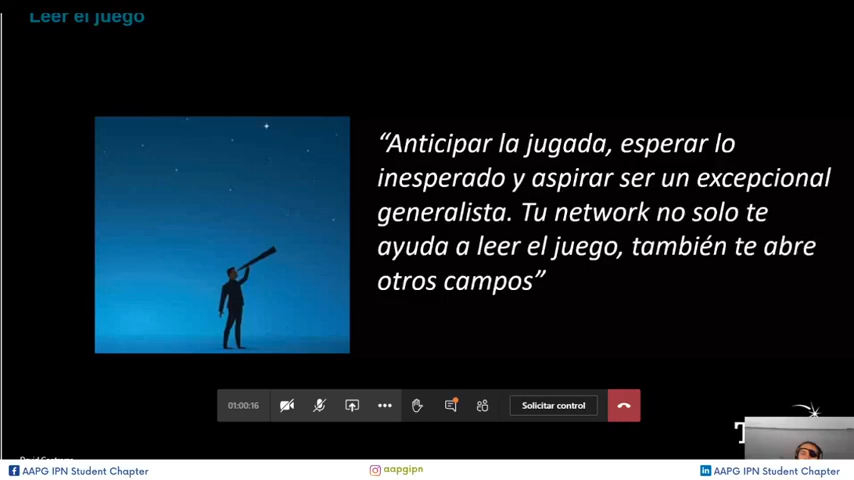 Leer el juego
“Anticipar la jugada, esperar lo
inesperado y aspirar ser un excepcional
generalista. Tu network no solo te
ayuda a leer el juego, también te abre
otros campos”
01:00:16
Solicitar control
AAPG IPN Student Chapter
aapgipn
AAPG IPN Student Chapter